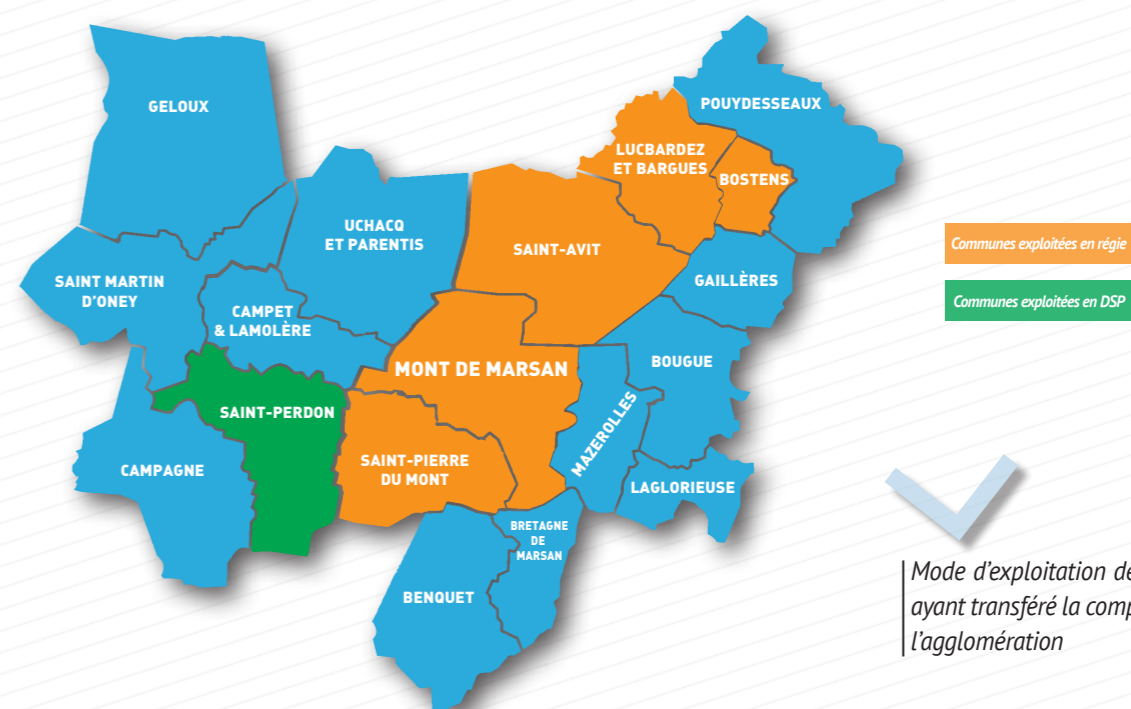 GELOUX
POUYDESSEAUX
LUCBARDEZ
ET BARGUES
BOSTENS
UCHACQ
ET PARENTIS
SAINT-AVIT
Communes exploitées en régie
SAINT MARTIN
D'ONEY
GAILLÈRES
Communes exploitées en DSP
CAMPET
& LAMOLÈRE
MONT DE MARSAN
BOUGUE
SAINT-PERDON
MAZEROLLES
CAMPAGNE
SAINT-PIERRE
DU MONT
LAGLORIEUSE
BRETAGNE
DE
MARSAN
BENQUET
Mode d'exploitation
ayant transféré la
l'agglomération